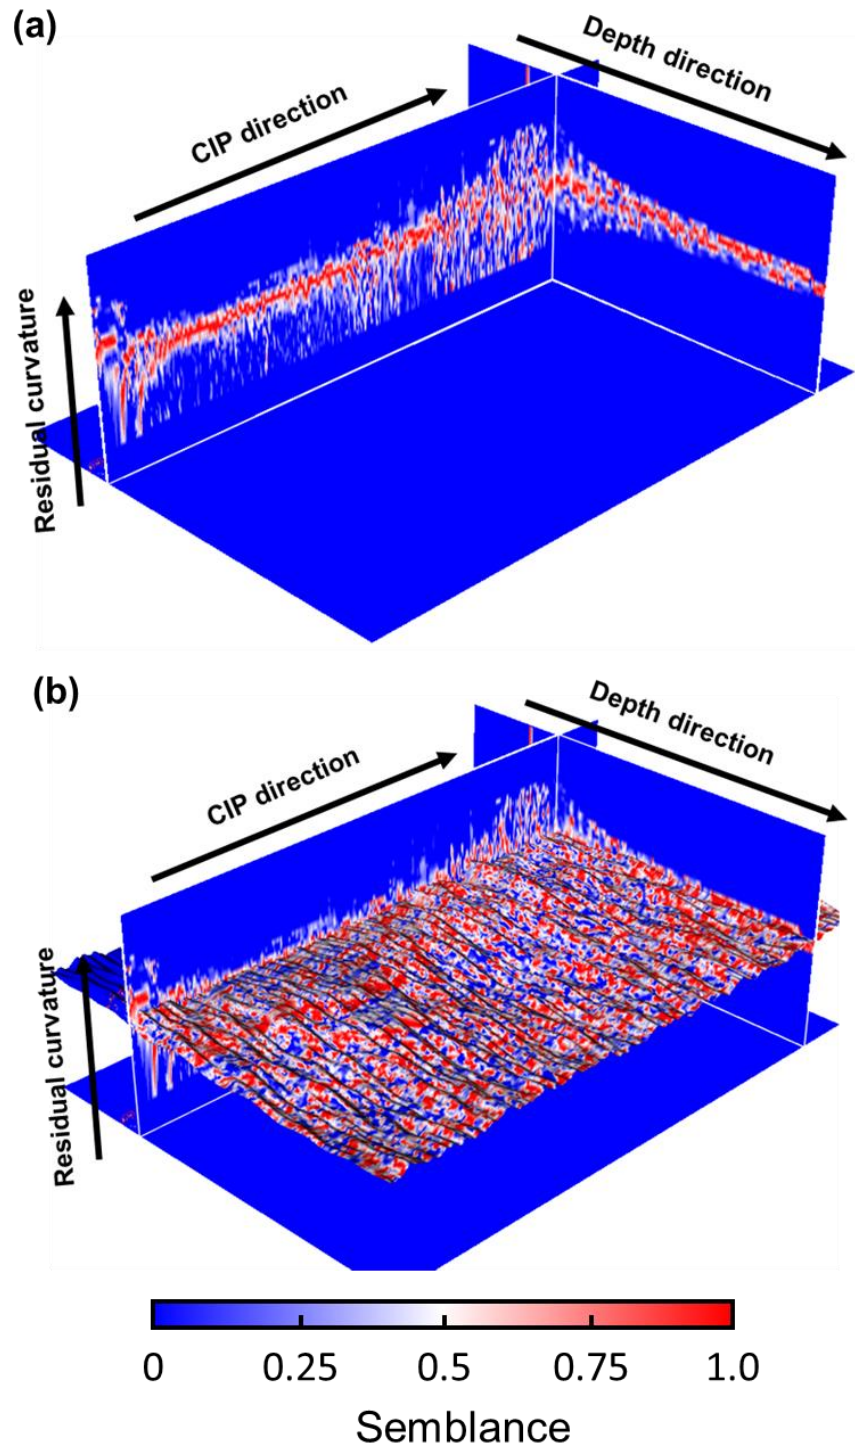 (a)
Depth direction
CIP direction
Residual curvature
(b)
Depth direction
CIP direction
Residual curvature
0 0.25 0.5 0.75 1.0
Semblance